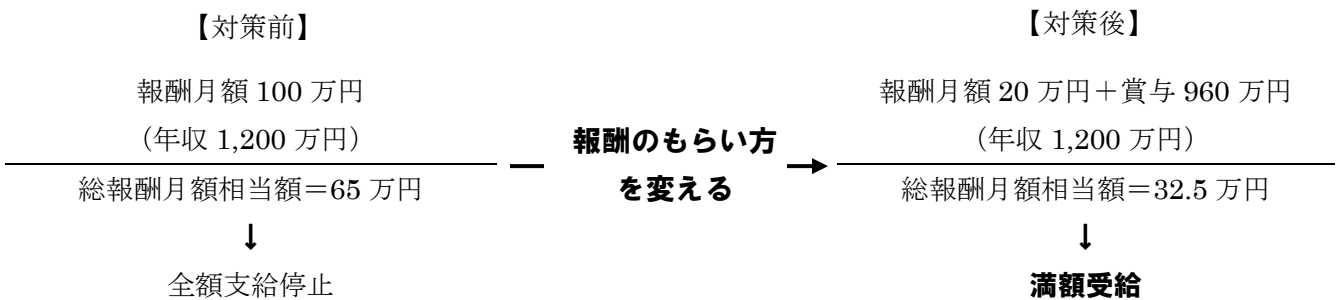 【対策前】
報酬月額 100 万円
（年収 1,200 万円）
総報酬月額相当額＝65 万円
↓
全額支給停止
報酬のもらい方
を変える
【対策後】
報酬月額 20 万円＋賞与 960 万円
（年収 1,200 万円）
総報酬月額相当額＝32.5 万円
↓
満額受給